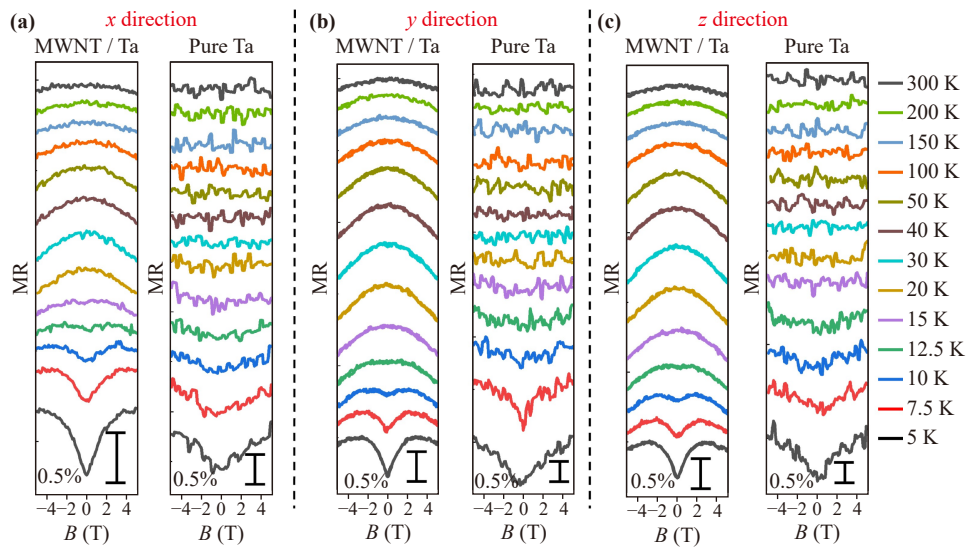 (a) x direction
MWNT / Ta Pure Ta
MR MR
0.5% 0.5%
−4 −2 0 2 4 −4 −2 0 2 4
B (T) B (T)
(b) y direction
MWNT / Ta Pure Ta
MR MR
0.5% 0.5%
−4 −2 0 2 4 −4 −2 0 2 4
B (T) B (T)
(c) z direction
MWNT / Ta Pure Ta
MR MR
0.5% 0.5%
−4 −2 0 2 4 −4 −2 0 2 4
B (T) B (T)
300 K
200 K
150 K
100 K
50 K
40 K
30 K
20 K
15 K
12.5 K
10 K
7.5 K
5 K